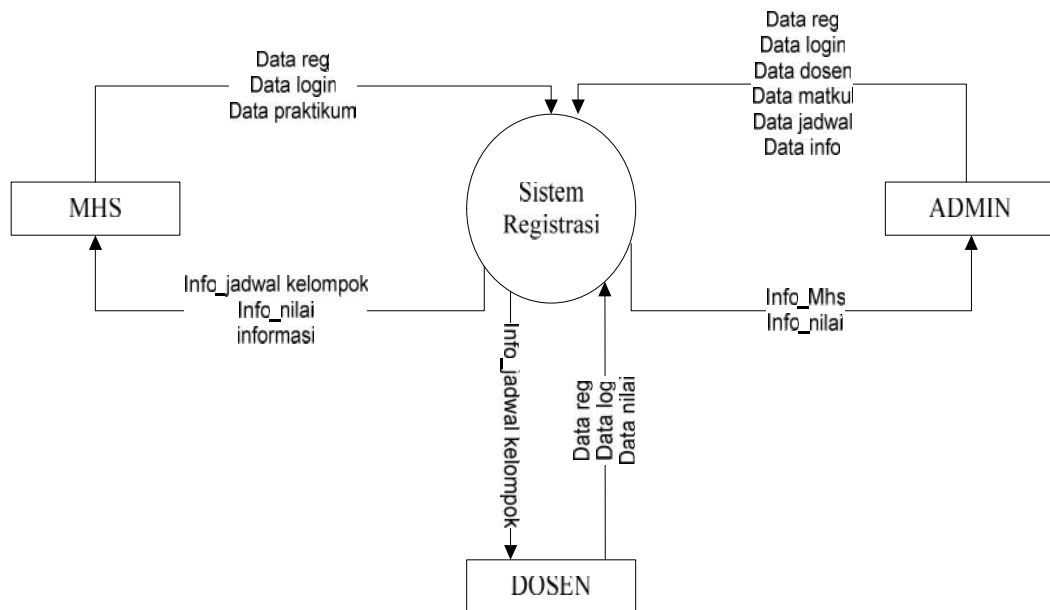 Data reg
Data login
Data praktikum
Data reg
Data login
Data dosen
Data matkul
Data jadwal
Data info
MHS
Sistem
Registrasi
ADMIN
Info_jadwal kelompok
Info_nilai
informasi
Info_Mhs
Info_nilai
Info_jadwal kelompok
Data reg
Data log
Data nilai
DOSEN